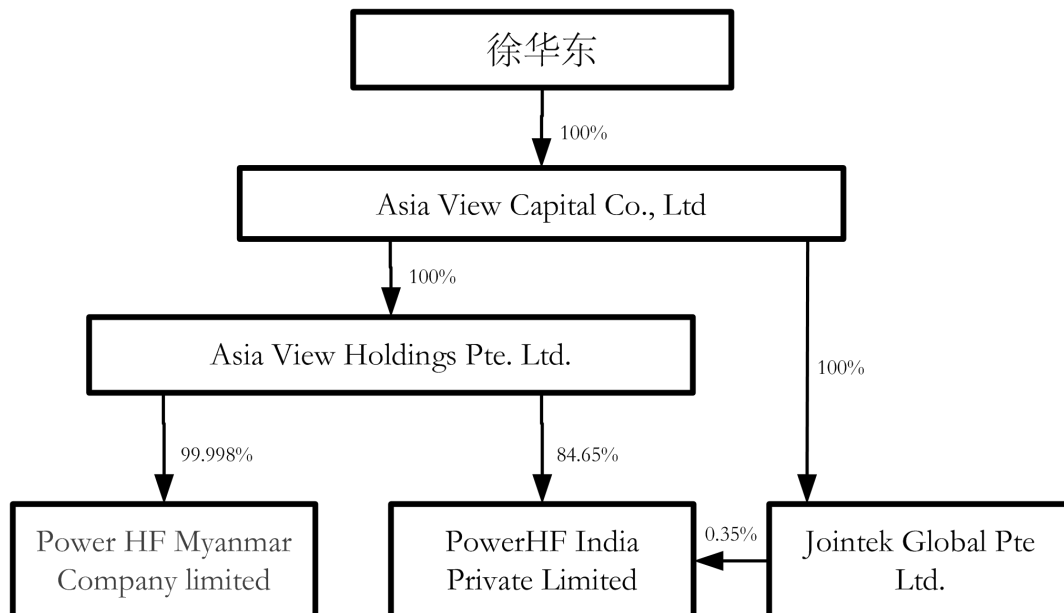 徐华东
100%
Asia View Capital Co., Ltd
100%
Asia View Holdings Pte. Ltd.
100%
99.998%
84.65%
Power HF Myanmar
Company limited
PowerHF India
Private Limited
0.35%
Jointek Global Pte
Ltd.